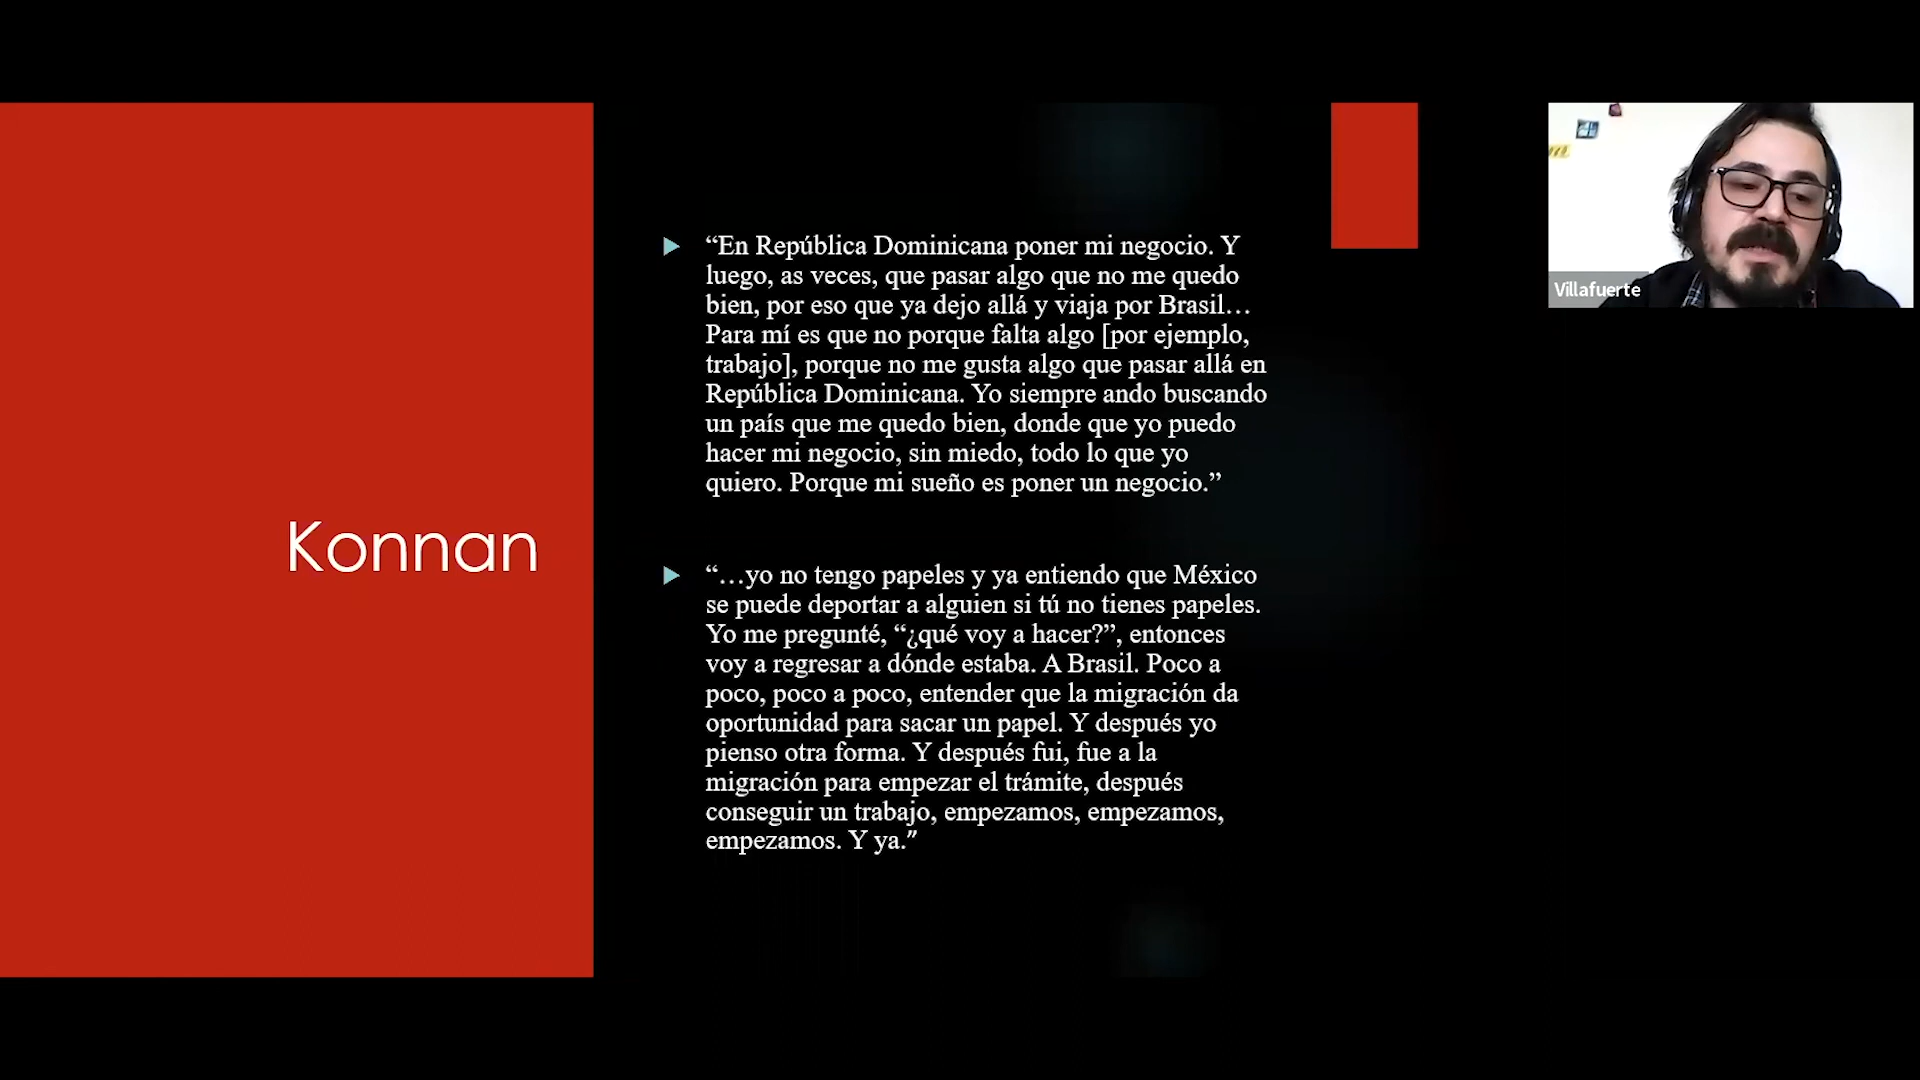 Konnan
“En República Dominicana poner mi negocio. Y
luego, as veces, que pasar algo que no me quedo
bien, por eso que ya dejo allá y viaja por Brasil…
Para mí es que no porque falta algo [por ejemplo,
trabajo], porque no me gusta algo que pasar allá en
República Dominicana. Yo siempre ando buscando
un país que me quedo bien, donde que yo puedo
hacer mi negocio, sin miedo, todo lo que yo
quiero. Porque mi sueño es poner un negocio.”
“…yo no tengo papeles y ya entiendo que México
se puede deportar a alguien si tú no tienes papeles.
Yo me pregunté, “¿qué voy a hacer?”, entonces
voy a regresar a dónde estaba. A Brasil. Poco a
poco, poco a poco, entender que la migración da
oportunidad para sacar un papel. Y después yo
pienso otra forma. Y después fui, fue a la
migración para empezar el trámite, después
conseguir un trabajo, empezamos, empezamos,
empezamos. Y ya.”
Villafuerte